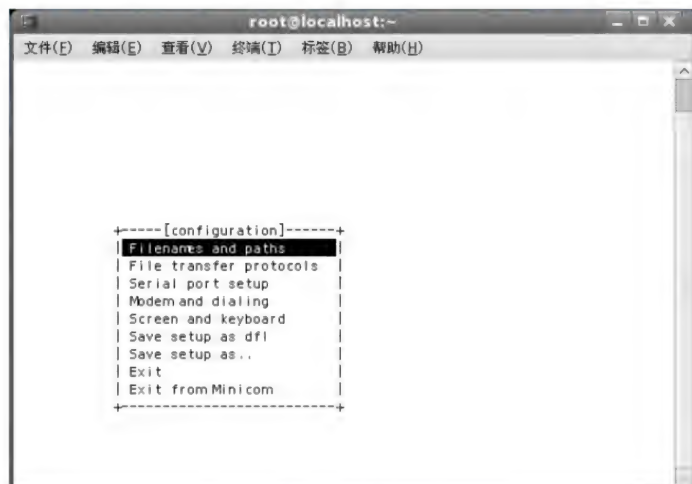 root@localhost:~
文件(F) 编辑(E) 查看(V) 终端(T) 标签(B) 帮助(H)
+-----[configuration]------+
| Filenames and paths |
| File transfer protocols |
| Serial port setup |
| Modem and dialing |
| Screen and keyboard |
| Save setup as dfl |
| Save setup as.. |
| Exit |
| Exit from Minicom |
+--------------------------+